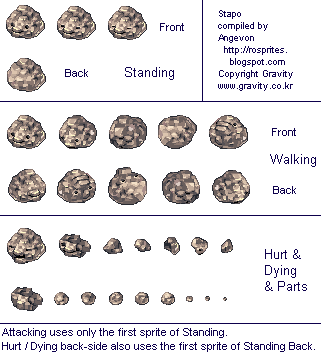 Stapo
compiled by
Angevon
http://rosprites.
blogspot.com
Copyright Gravity
www.gravity.co.kr
Front
Back
Standing
Front
Walking
Back
Hurt &
Dying
& Parts
Attacking uses only the first sprite of Standing.
Hurt / Dying back-side also uses the first sprite of Standing Back.